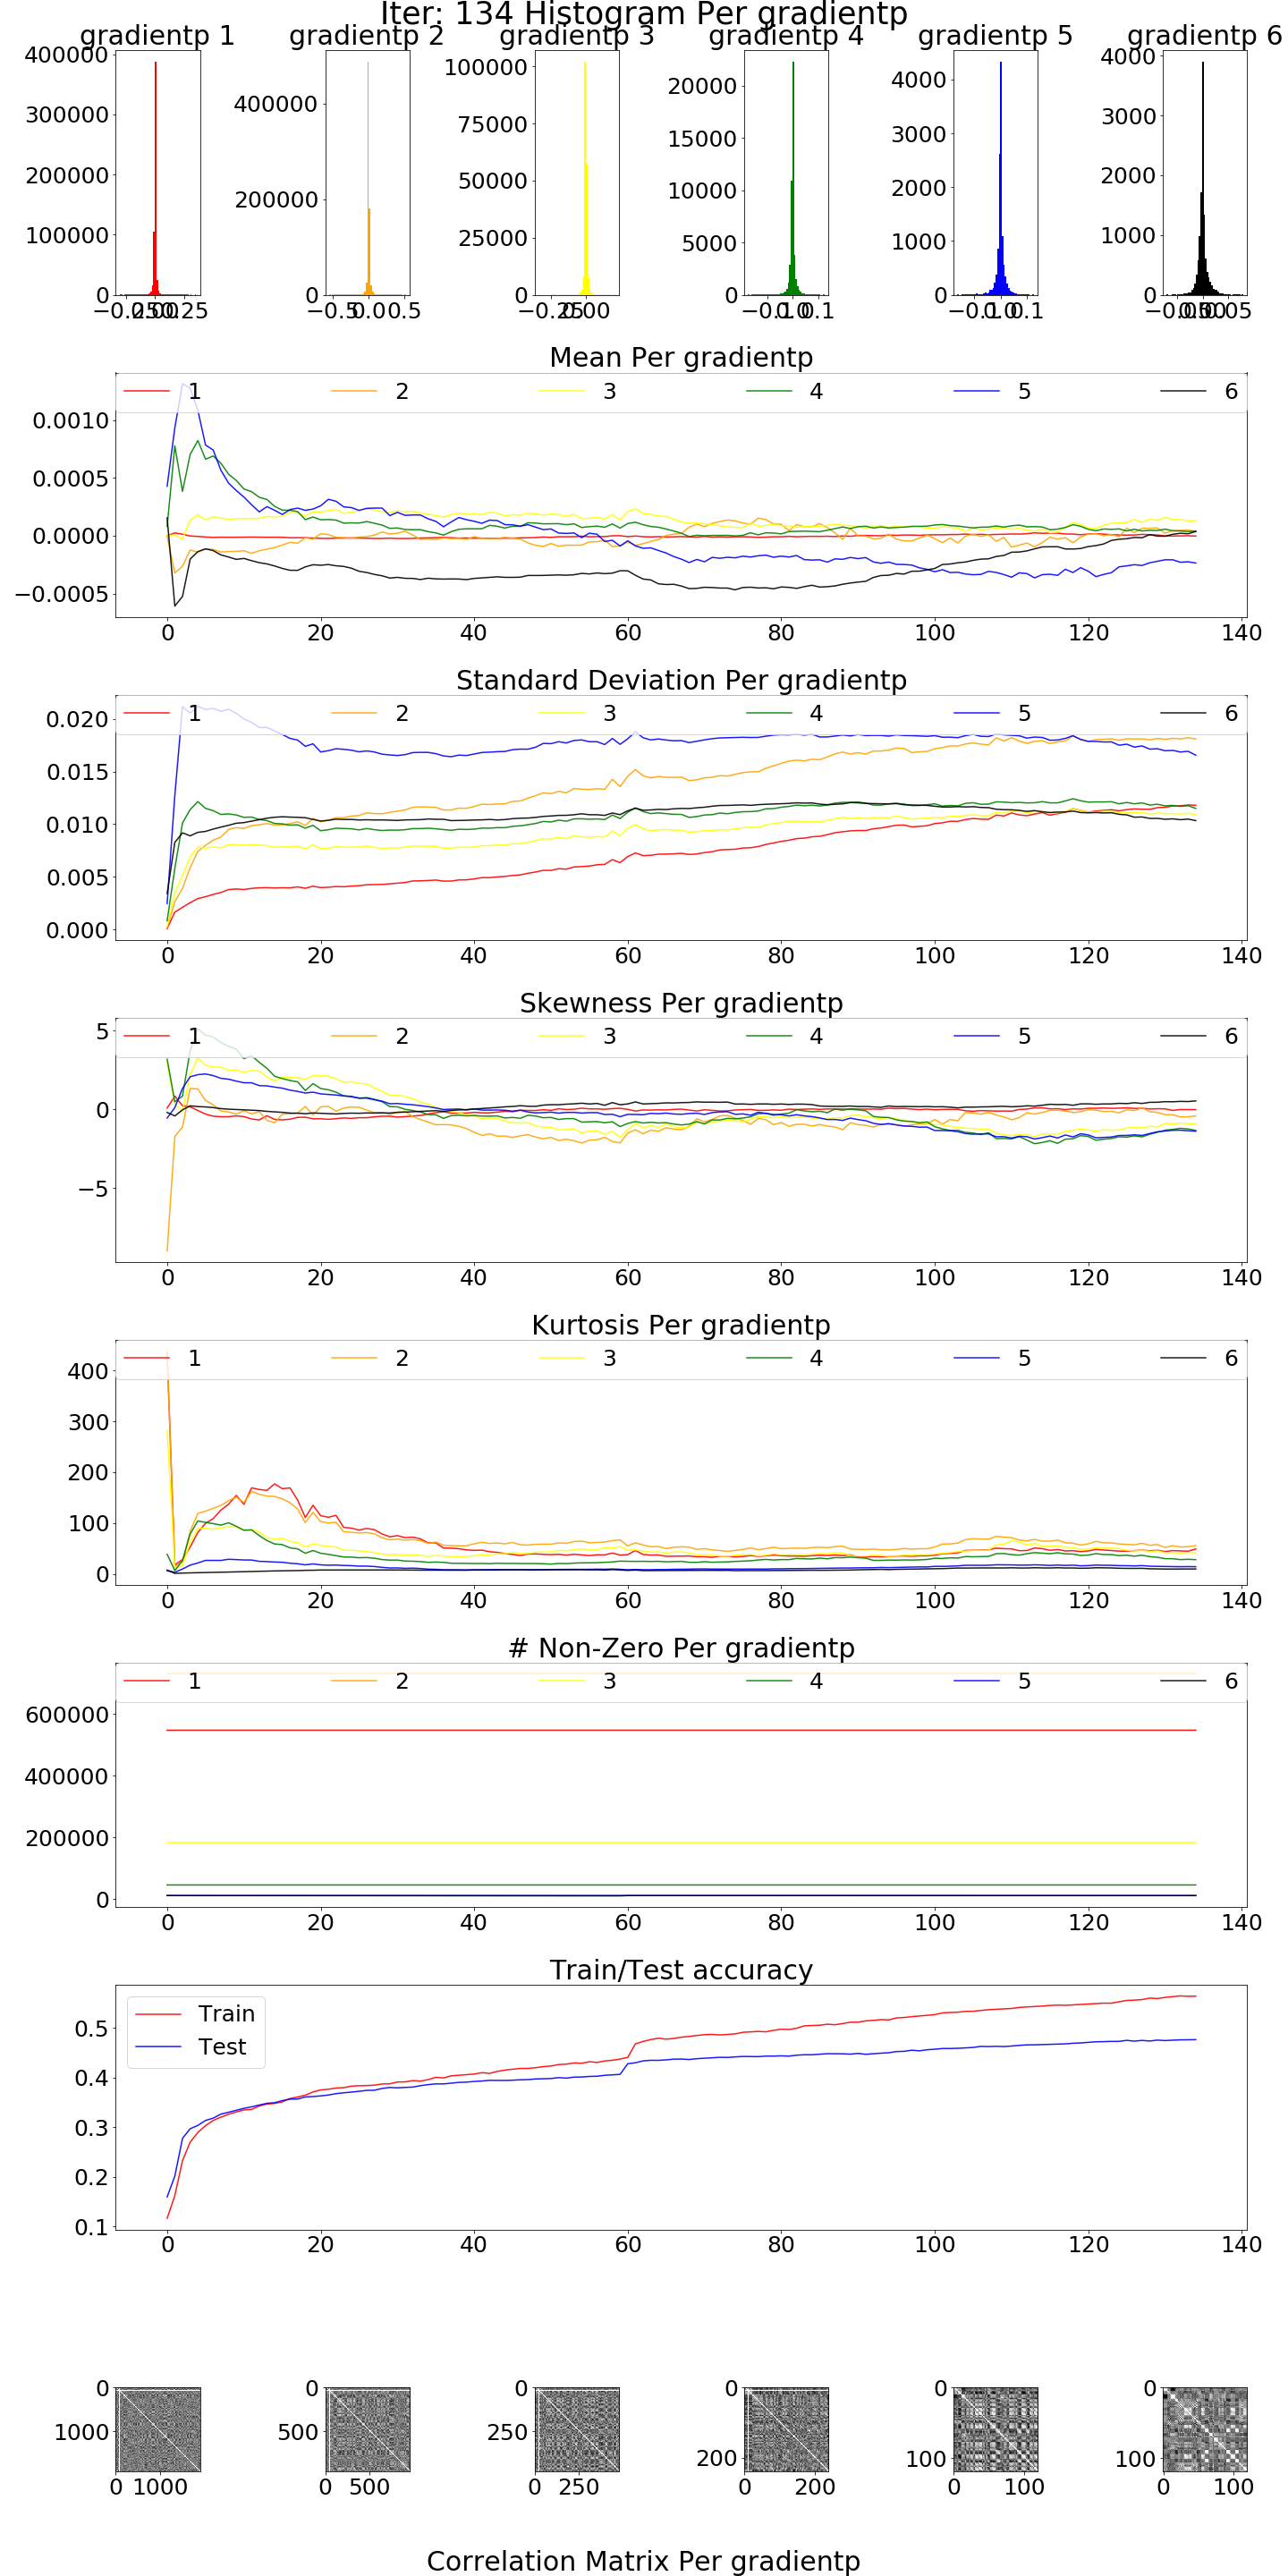 Iter: 134 Histogram Per gradientp
gradientp 1 gradientp 2 gradientp 3 gradientp 4 gradientp 5 gradientp 6
400000
300000
200000
100000
0
400000
200000
0
100000
75000
50000
25000
0
20000
15000
10000
5000
0
4000
3000
2000
1000
0
4000
3000
2000
1000
0
−0.5 0.0 0.5
Mean Per gradientp
1 2 3 4 5 6
0.0010
0.0005
0.0000
−0.0005
0 20 40 60 80 100 120 140
Standard Deviation Per gradientp
1 2 3 4 5 6
0.020
0.015
0.010
0.005
0.000
0 20 40 60 80 100 120 140
Skewness Per gradientp
1 2 3 4 5 6
5
0
−5
0 20 40 60 80 100 120 140
Kurtosis Per gradientp
1 2 3 4 5 6
400
300
200
100
0
0 20 40 60 80 100 120 140
# Non-Zero Per gradientp
1 2 3 4 5 6
600000
400000
200000
0
0 20 40 60 80 100 120 140
Train/Test accuracy
Train
Test
0.5
0.4
0.3
0.2
0.1
0 20 40 60 80 100 120 140
0 0 0 0 0 0
1000 500 250 200 100 100
0 1000 0 500 0 250 0 200 0 100 0 100
Correlation Matrix Per gradientp